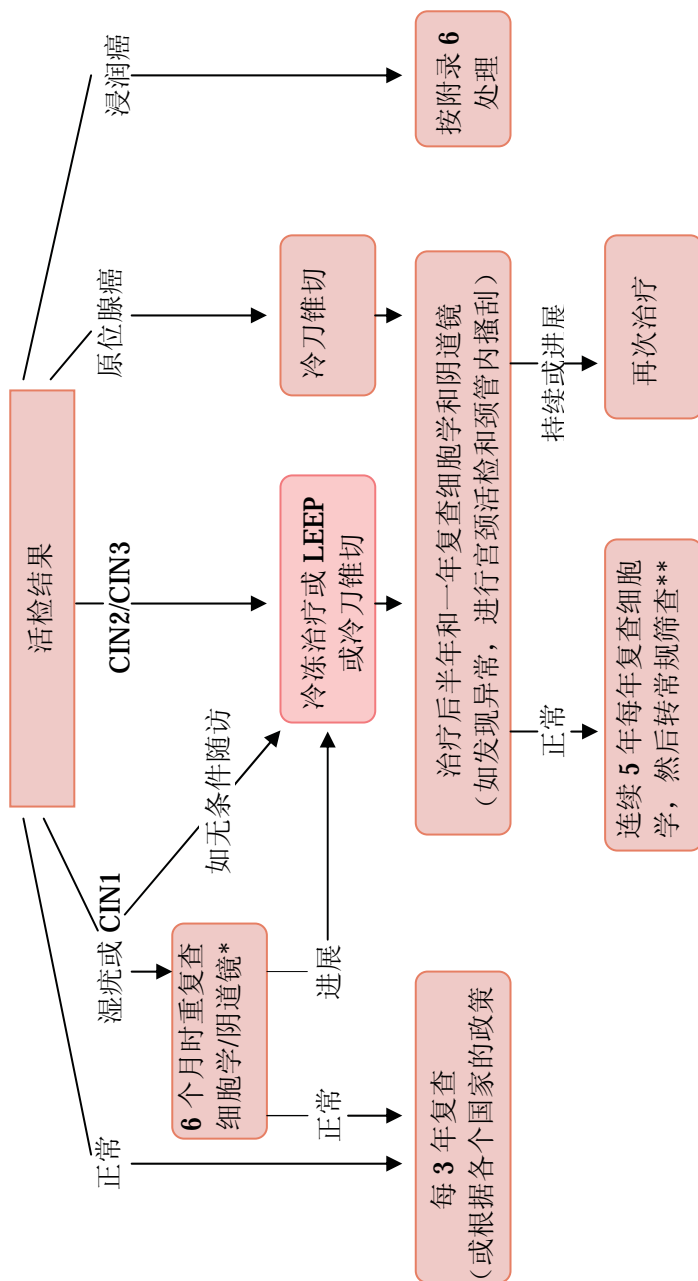 活检结果
正常
湿疣或 CIN1
CIN2/CIN3
原位腺癌
浸润癌
6 个月时重复查
细胞学/阴道镜*
如无条件随访
正常
进展
冷冻治疗或 LEEP
或冷刀锥切
冷刀锥切
按附录 6
处理
每 3 年复查
(或根据各个国家的政策
治疗后半年和一年复查细胞学和阴道镜
（如发现异常，进行宫颈活检和颈管内搔刮）
正常
持续或进展
连续 5 年每年复查细胞
学，然后转常规筛查**
再次治疗